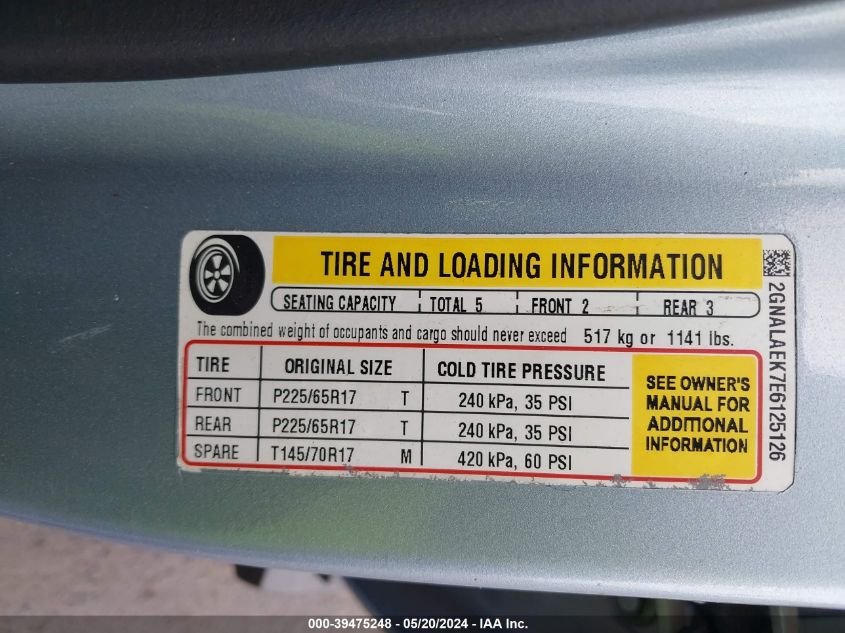 TIRE AND LOADING INFORMATION
SEATING CAPACITY TOTAL 5 FRONT 2 REAR 3
The combined weight of occupants and cargo should never exceed 517 kg or 1141 lbs.
TIRE ORIGINAL SIZE COLD TIRE PRESSURE
FRONT P225/65R17 T 240 kPa, 35 PSI
REAR P225/65R17 T 240 kPa, 35 PSI
SPARE T145/70R17 M 420 kPa, 60 PSI
SEE OWNER'S
MANUAL FOR
ADDITIONAL
INFORMATION
2GNALAEK7E6125126
000-39475248 - 05/20/2024 - IAA Inc.